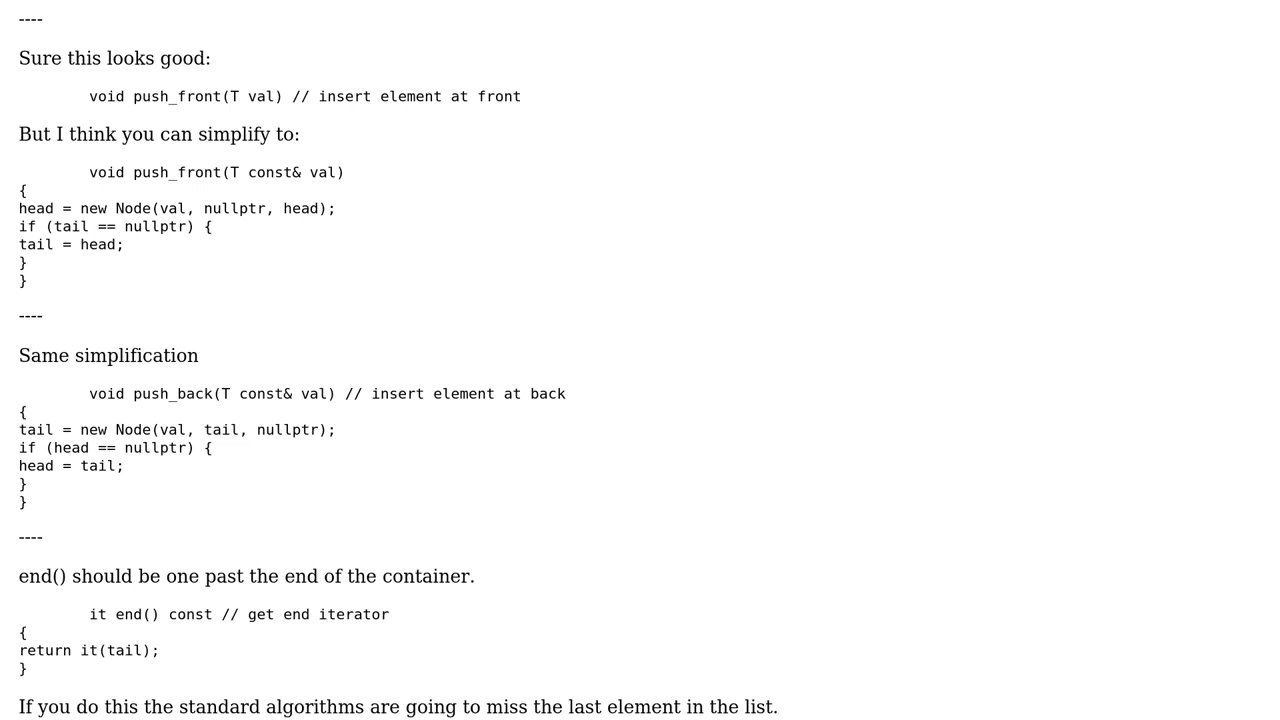 ----
Sure this looks good:
void push_front(T val) // insert element at front
But I think you can simplify to:
void push_front(T const& val)
{
head = new Node(val, nullptr, head);
if (tail == nullptr) {
tail = head;
}
}
----
Same simplification
void push_back(T const& val) // insert element at back
{
tail = new Node(val, tail, nullptr);
if (head == nullptr) {
head = tail;
}
}
----
end() should be one past the end of the container.
it end() const // get end iterator
{
return it(tail);
}
If you do this the standard algorithms are going to miss the last element in the list.